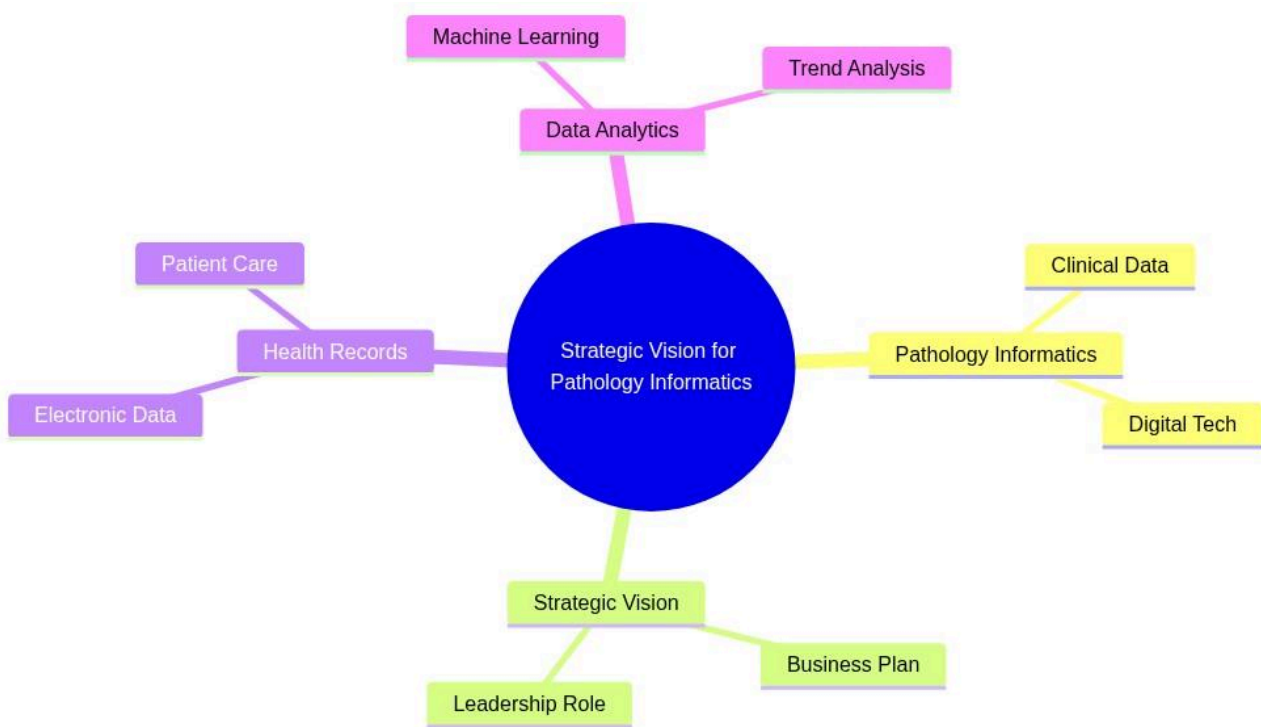 Machine Learning
Trend Analysis
Data Analytics
Patient Care
Clinical Data
Health Records
Strategic Vision for
Pathology Informatics
Pathology Informatics
Electronic Data
Digital Tech
Strategic Vision
Business Plan
Leadership Role